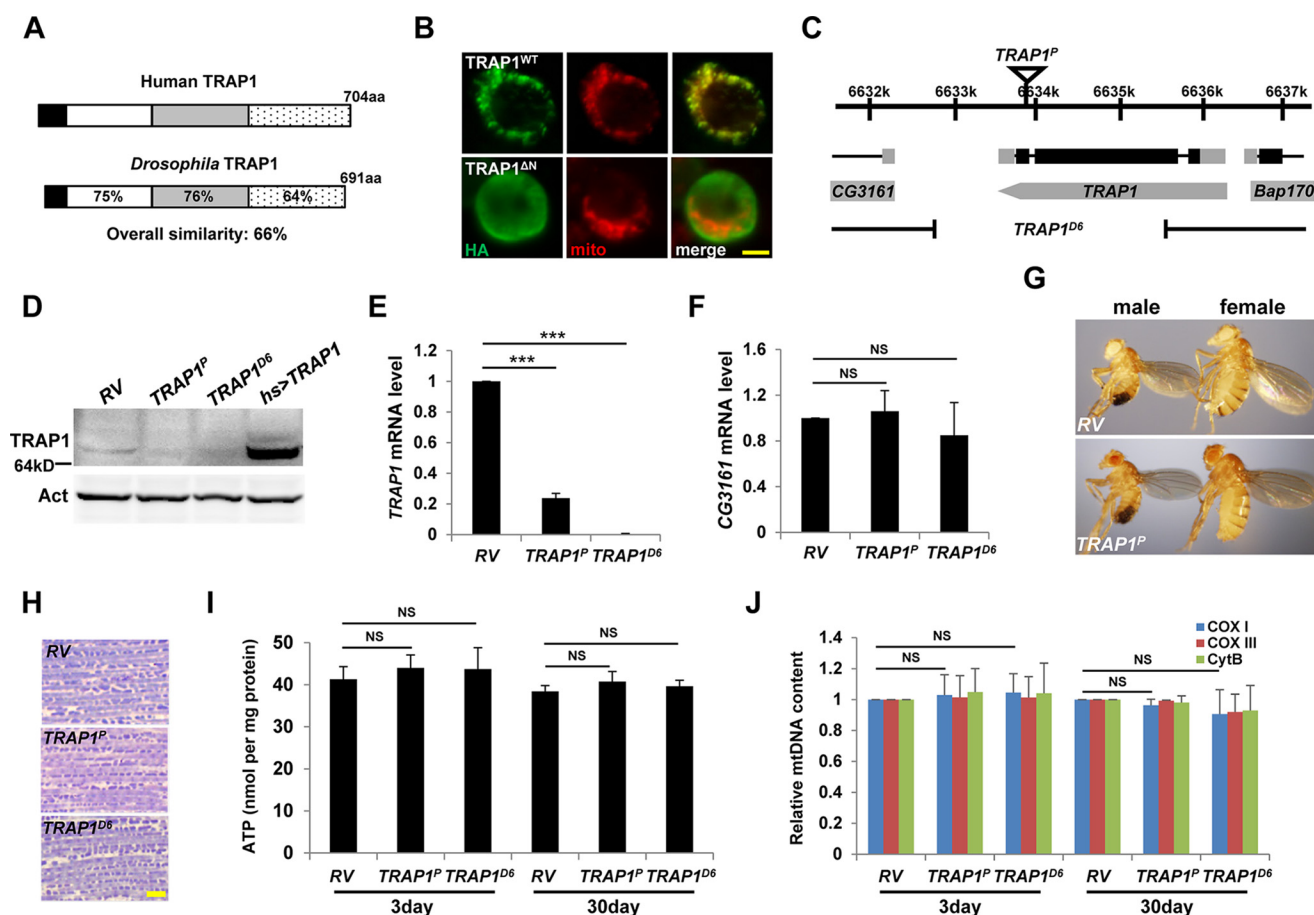 A
Human TRAP1
704aa
Drosophila TRAP1
691aa
75% 76% 64%
Overall similarity: 66%
B
TRAP1WT
TRAP1ΔN
HA mito merge
C
TRAP1P
6632k 6633k 6634k 6635k 6636k 6637k
CG3161 TRAP1 Bap170
TRAP1D6
D
RV TRAP1P TRAP1D6 hs>TRAP1
TRAP1
64kD
Act
E
TRAP1 mRNA level
1.2
1
0.8
0.6
0.4
0.2
0
***
***
RV TRAP1P TRAP1D6
F
CG3161 mRNA level
1.6
1.2
0.8
0.4
0
NS
NS
RV TRAP1P TRAP1D6
G
male female
RV
TRAP1P
H
RV
TRAP1P
TRAP1D6
I
ATP (nmol per mg protein)
50
40
30
20
10
0
NS
NS
NS
NS
RV TRAP1P TRAP1D6 RV TRAP1P TRAP1D6
3day 30day
J
Relative mtDNA content
1.4
1.2
1
0.8
0.6
0.4
0.2
0
COX I
COX III
CytB
NS
NS
NS
NS
RV TRAP1P TRAP1D6 RV TRAP1P TRAP1D6
3day 30day